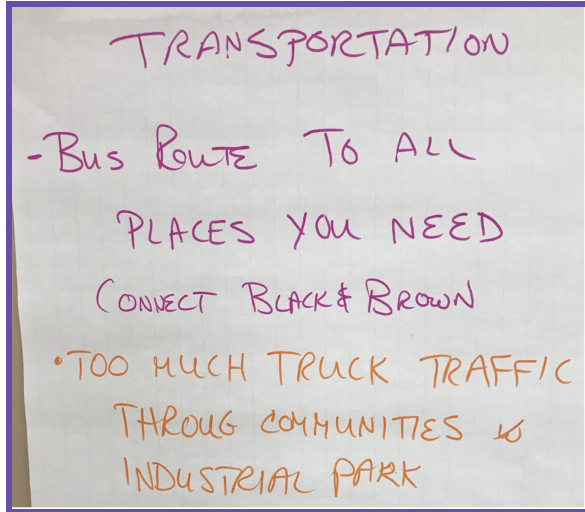 TRANSPORTATION
- BUS ROUTE TO ALL
PLACES YOU NEED
CONNECT BLACK & BROWN
• TOO MUCH TRUCK TRAFFIC
THROUG COMMUNITIES
INDUSTRIAL PARK